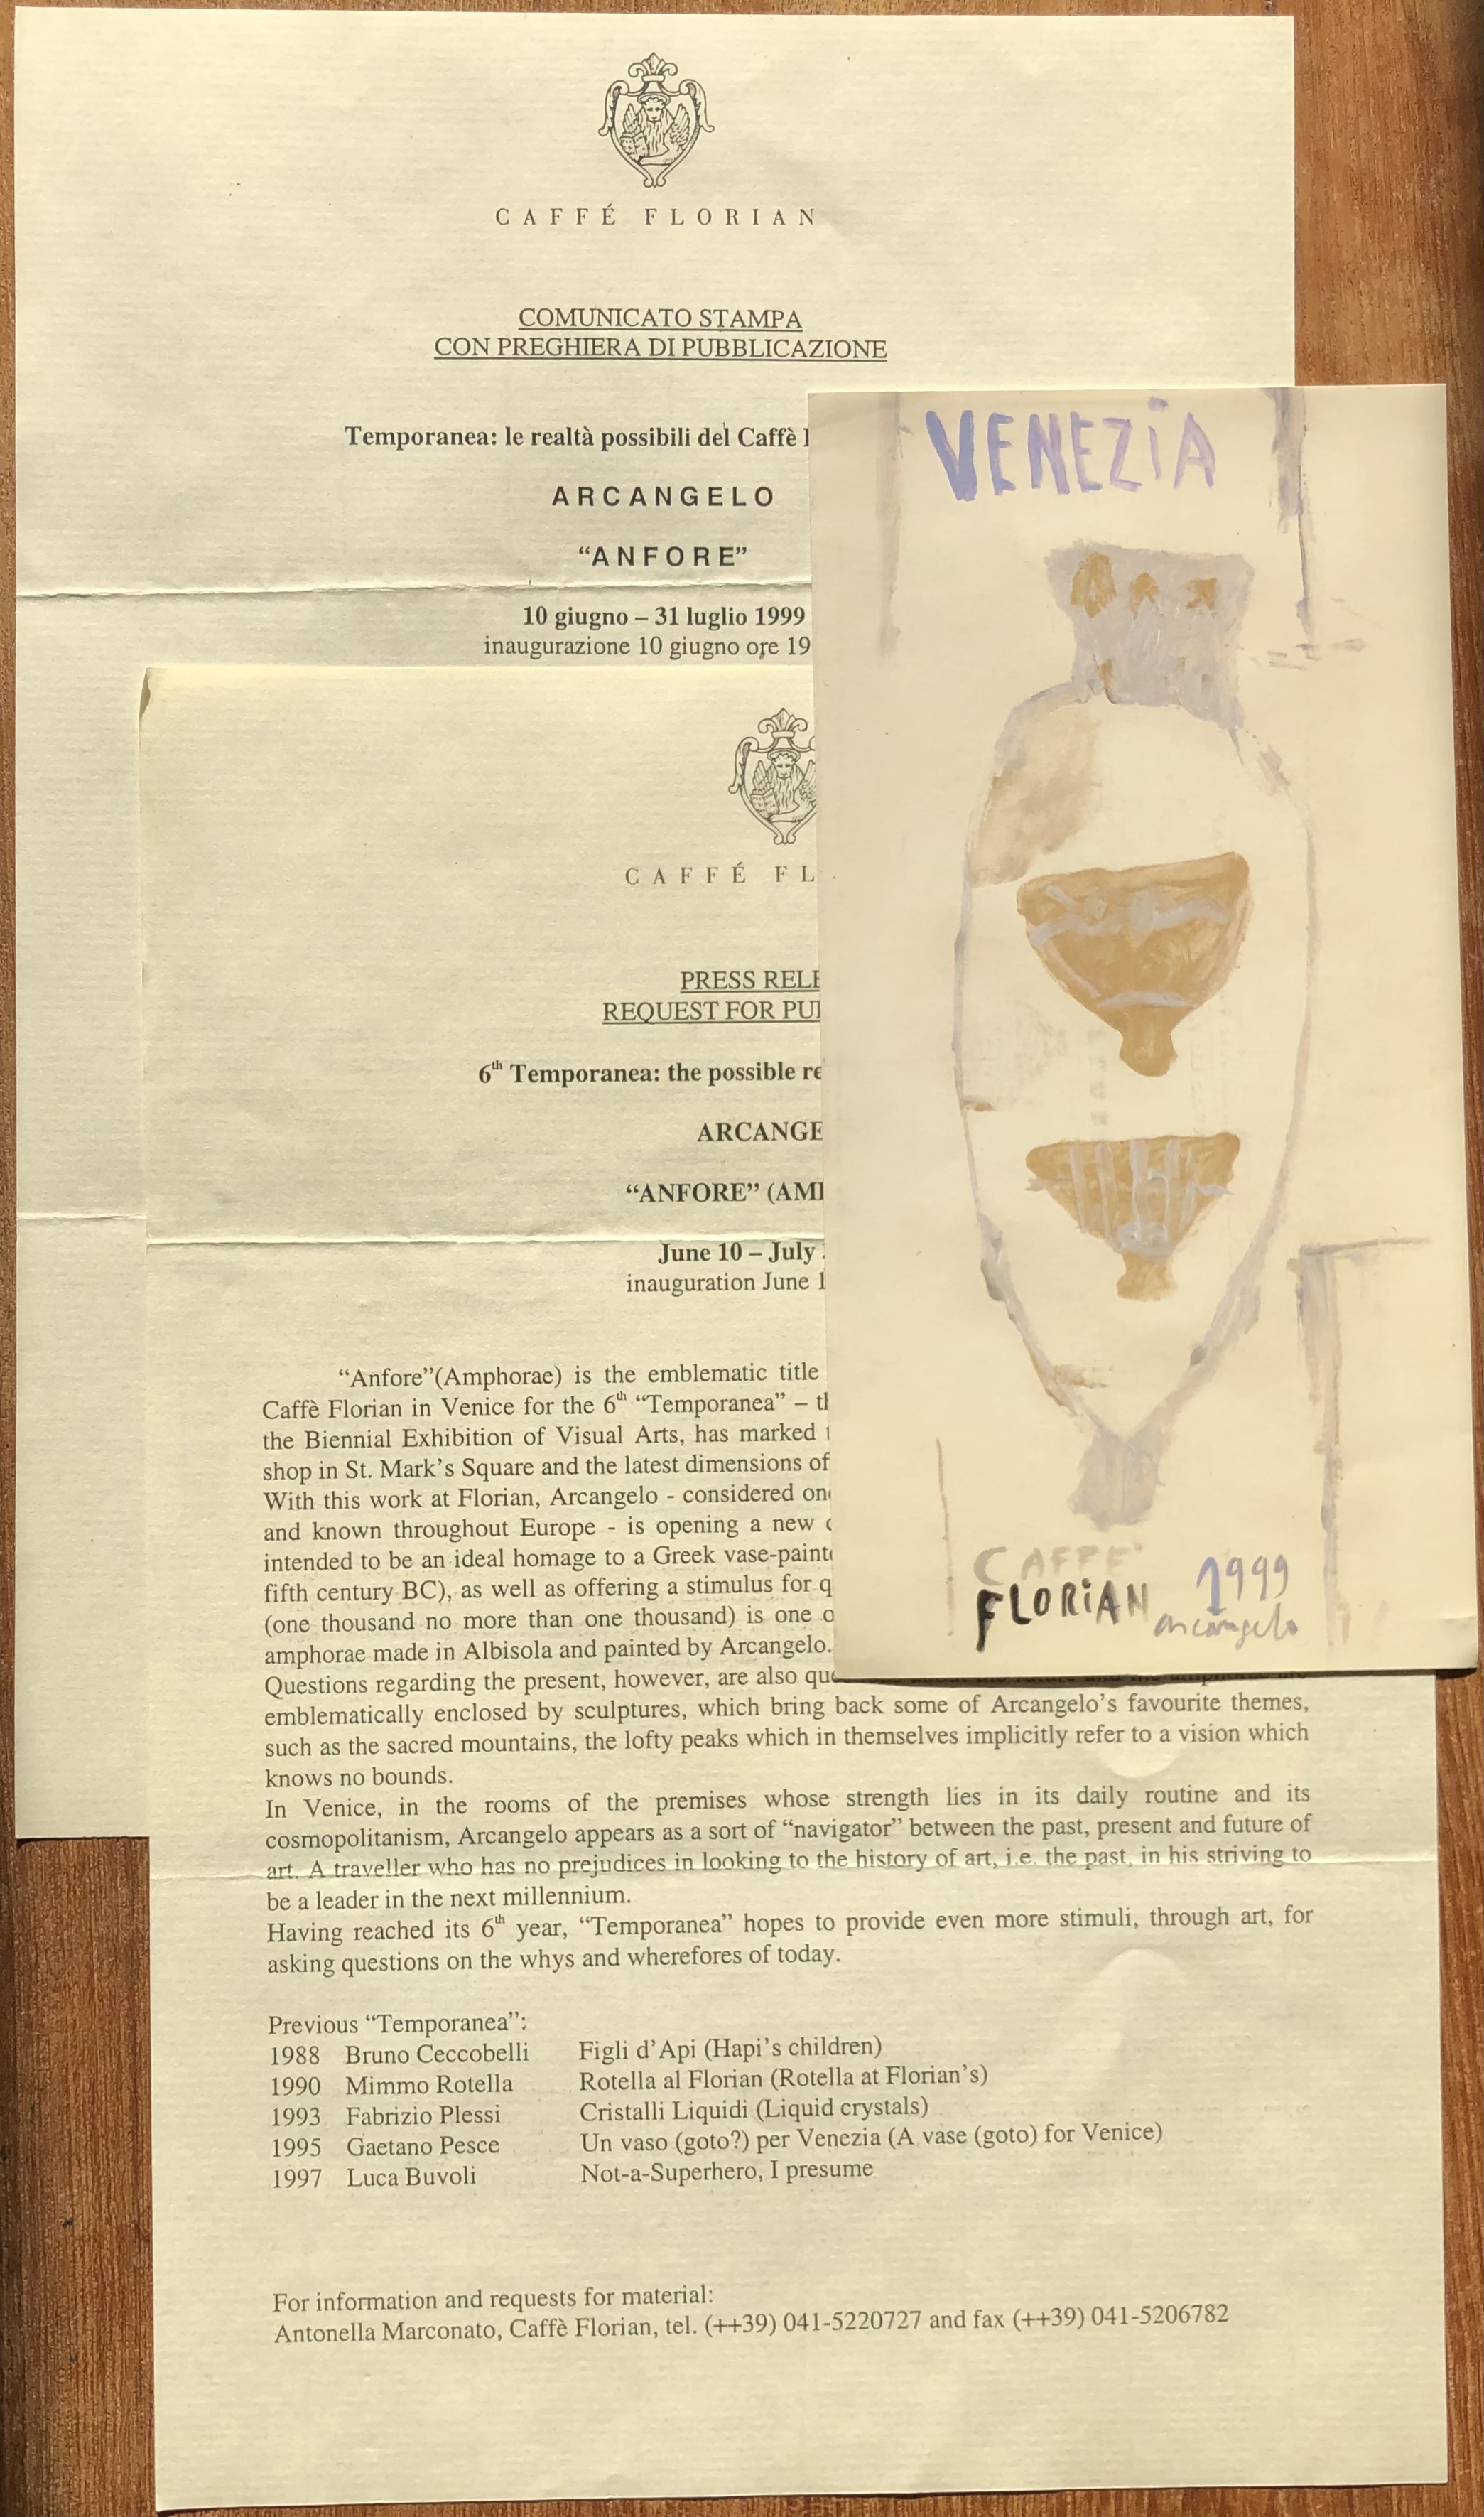 CAFFÉ FLORIAN
COMUNICATO STAMPA
CON PREGHIERA DI PUBBLICAZIONE
Temporanea: le realtà possibili del Caffè
ARCANGELO
“ANFORE”
10 giugno – 31 luglio 1999
inaugurazione 10 giugno ore 19
CAFFÉ FL
PRESS RELE
REQUEST FOR PU
6th Temporanea: the possible re
ARCANGE
“ANFORE” (AM
June 10 – July
inauguration June 1
“Anfore”(Amphorae) is the emblematic title
Caffè Florian in Venice for the 6th “Temporanea” –
the Biennial Exhibition of Visual Arts, has marked
shop in St. Mark’s Square and the latest dimensions of
With this work at Florian, Arcangelo - considered one
and known throughout Europe - is opening a new
intended to be an ideal homage to a Greek vase-paint
fifth century BC), as well as offering a stimulus for q
(one thousand no more than one thousand) is one
amphorae made in Albisola and painted by Arcangelo.
Questions regarding the present, however, are also que
emblematically enclosed by sculptures, which bring back some of Arcangelo’s favourite themes,
such as the sacred mountains, the lofty peaks which in themselves implicitly refer to a vision which
knows no bounds.
In Venice, in the rooms of the premises whose strength lies in its daily routine and its
cosmopolitanism, Arcangelo appears as a sort of “navigator” between the past, present and future of
art. A traveller who has no prejudices in looking to the history of art, i.e. the past, in his striving to
be a leader in the next millennium.
Having reached its 6th year, “Temporanea” hopes to provide even more stimuli, through art, for
asking questions on the whys and wherefores of today.
Previous “Temporanea”:
1988 Bruno Ceccobelli Figli d’Api (Hapi’s children)
1990 Mimmo Rotella Rotella al Florian (Rotella at Florian’s)
1993 Fabrizio Plessi Cristalli Liquidi (Liquid crystals)
1995 Gaetano Pesce Un vaso (goto?) per Venezia (A vase (goto) for Venice)
1997 Luca Buvoli Not-a-Superhero, I presume
For information and requests for material:
Antonella Marconato, Caffè Florian, tel. (++39) 041-5220727 and fax (++39) 041-5206782
VENEZiA
CAFFE'
FLORiAN 1999
arcangelo